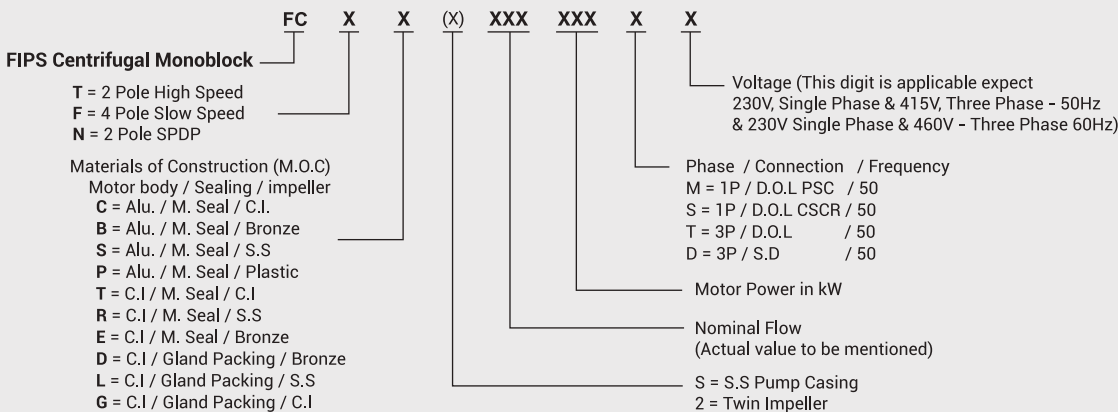 FC X X (X) XXX XXX X X
FIPS Centrifugal Monoblock
T = 2 Pole High Speed
F = 4 Pole Slow Speed
N = 2 Pole SPDP
Materials of Construction (M.O.C)
Motor body / Sealing / impeller
C = Alu. / M. Seal / C.I.
B = Alu. / M. Seal / Bronze
S = Alu. / M. Seal / S.S
P = Alu. / M. Seal / Plastic
T = C.I / M. Seal / C.I
R = C.I / M. Seal / S.S
E = C.I / M. Seal / Bronze
D = C.I / Gland Packing / Bronze
L = C.I / Gland Packing / S.S
G = C.I / Gland Packing / C.I
Voltage (This digit is applicable expect
230V, Single Phase & 415V, Three Phase - 50Hz
& 230V Single Phase & 460V - Three Phase 60Hz)
Phase / Connection / Frequency
M = 1P / D.O.L PSC / 50
S = 1P / D.O.L CSCR / 50
T = 3P / D.O.L / 50
D = 3P / S.D / 50
Motor Power in kW
Nominal Flow
(Actual value to be mentioned)
S = S.S Pump Casing
2 = Twin Impeller